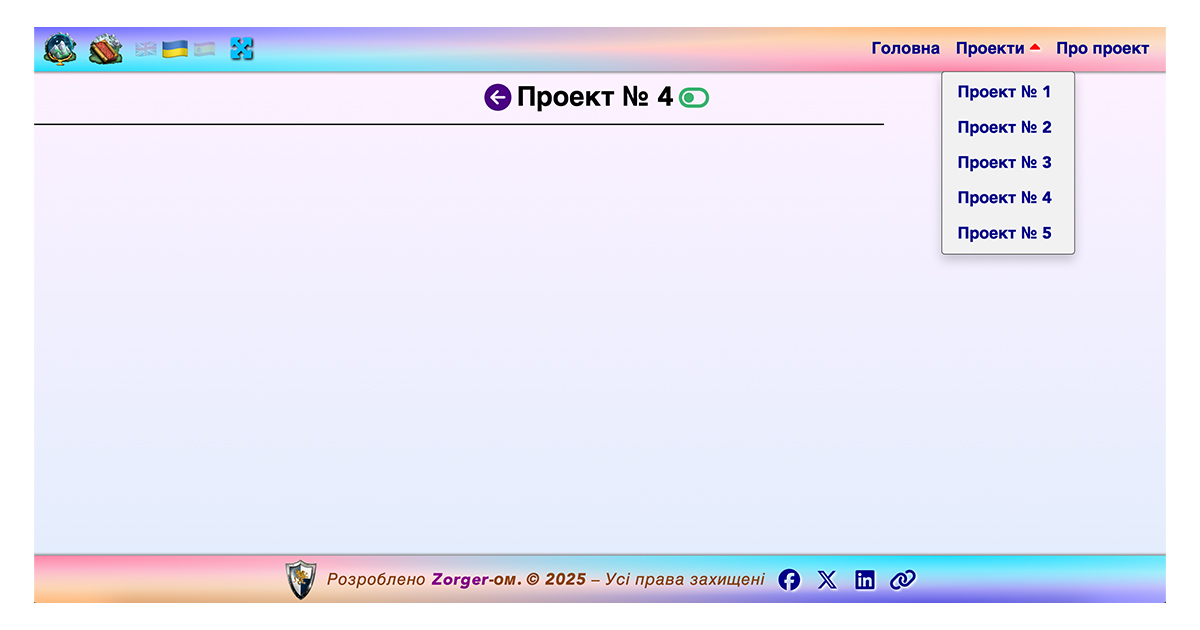 Головна Проекти Про проект
Проект № 4
Проект № 1
Проект № 2
Проект № 3
Проект № 4
Проект № 5
Розроблено Zorger-ом. © 2025 – Усі права захищені